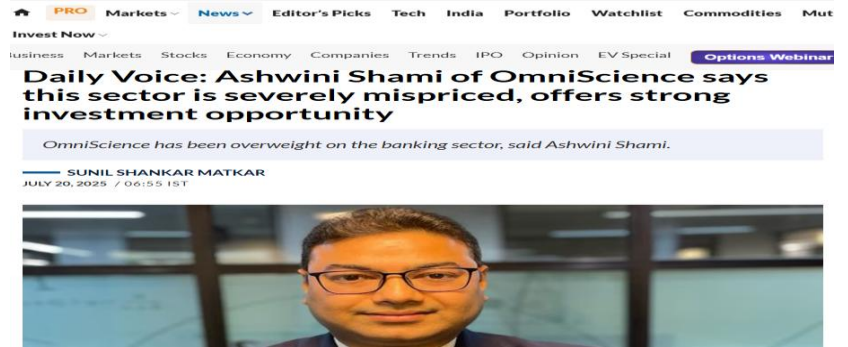 PRO Markets News Editor's Picks Tech India Portfolio Watchlist Commodities Mut
Invest Now
usiness Markets Stocks Economy Companies Trends IPO Opinion EV Special Options Webinar
Daily Voice: Ashwini Shami of OmniScience says
this sector is severely mispriced, offers strong
investment opportunity
OmniScience has been overweight on the banking sector, said Ashwini Shami.
SUNIL SHANKAR MATKAR
JULY 20, 2025 / 06:55 IST